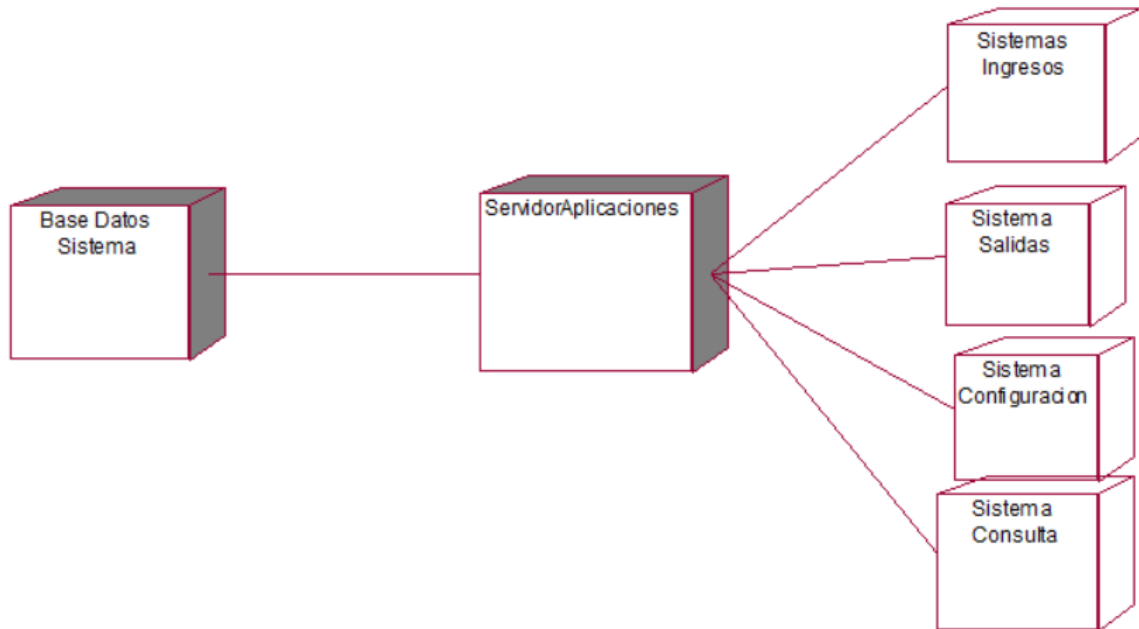 Sistemas
Ingresos
Base Datos
Sistema
ServidorAplicaciones
Sistema
Salidas
Sistema
Configuracion
Sistema
Consulta